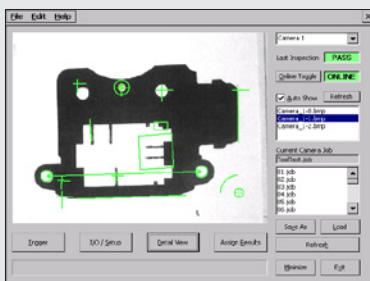 File Edit Help
Camera 1
Last Inspection PASS
Online Toggle ONLINE
Auto Show Refresh
Camera_1-0.bmp
Camera_1-1.bmp
Camera_1-2.bmp
Current Camera Job
ToolTest.job
01.job
02.job
03.job
04.job
05.job
06.job
Save As Load
Trigger I/O / Setup Detail View Assign Results Refresh
Minimize Exit